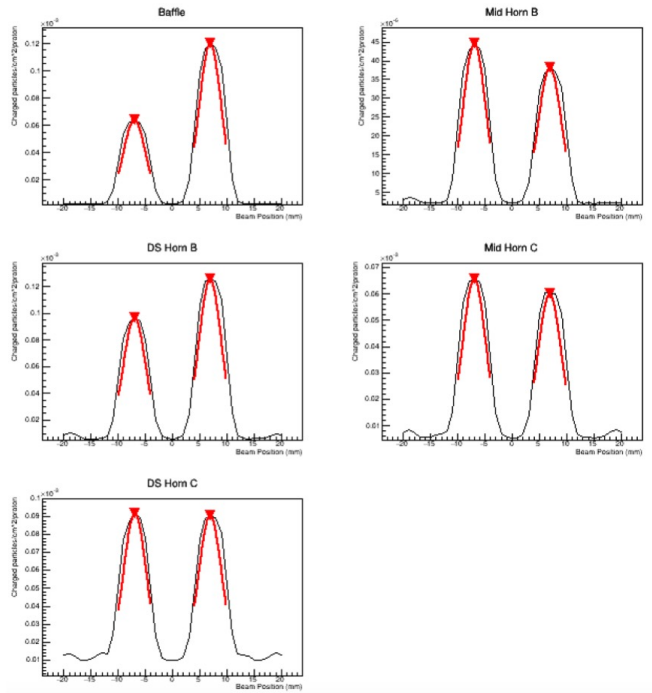 Baffle
×10⁻³
Charged particles/cm^2/proton
0.12
0.1
0.08
0.06
0.04
0.02
-20 -15 -10 -5 0 5 10 15 20
Beam Position (mm)
Mid Horn B
Charged particles/cm^2/proton
45
40
35
30
25
20
15
10
5
-20 -15 -10 -5 0 5 10 15 20
Beam Position (mm)
DS Horn B
×10⁻³
Charged particles/cm^2/proton
0.12
0.1
0.08
0.06
0.04
0.02
-20 -15 -10 -5 0 5 10 15 20
Beam Position (mm)
Mid Horn C
×10⁻³
Charged particles/cm^2/proton
0.07
0.06
0.05
0.04
0.03
0.02
0.01
-20 -15 -10 -5 0 5 10 15 20
Beam Position (mm)
DS Horn C
×10⁻³
Charged particles/cm^2/proton
0.1
0.09
0.08
0.07
0.06
0.05
0.04
0.03
0.02
0.01
-20 -15 -10 -5 0 5 10 15 20
Beam Position (mm)